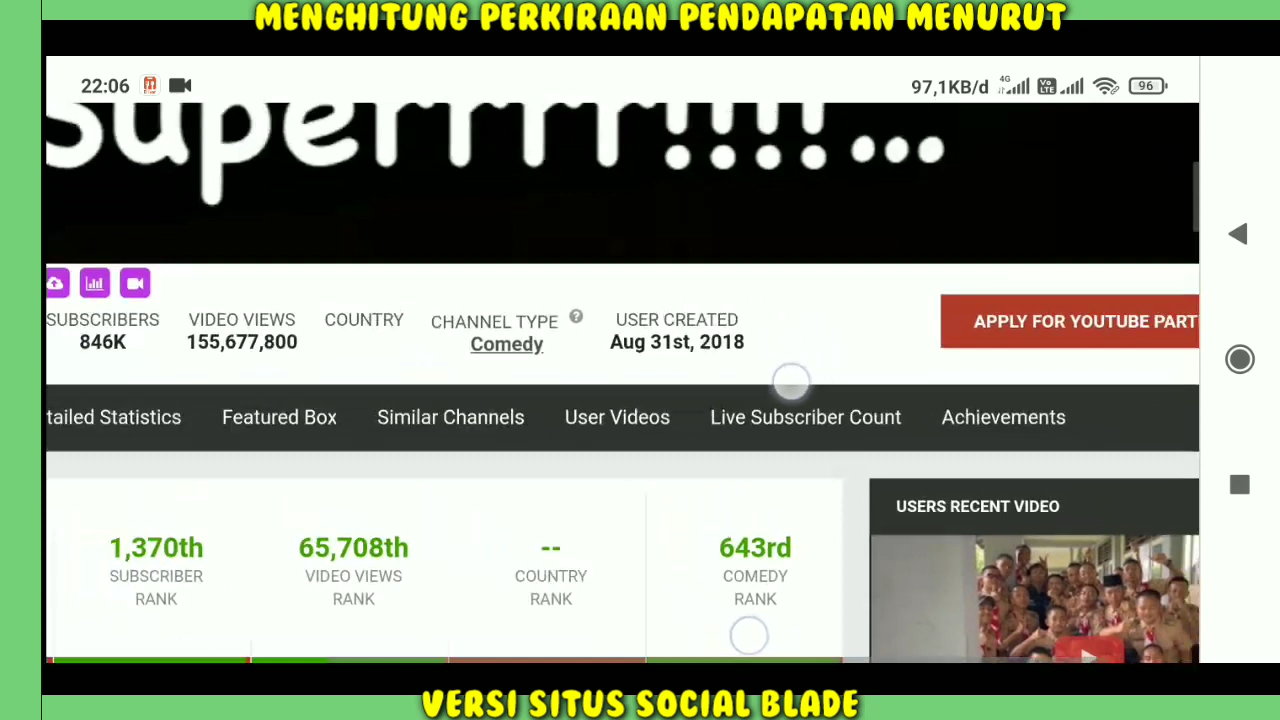 MENGHITUNG PERKIRAAN PENDAPATAN MENURUT
22:06 97,1KB/d 4G Vo LTE 96
Superrrr!!!!...
SUBSCRIBERS VIDEO VIEWS COUNTRY CHANNEL TYPE ? USER CREATED
846K 155,677,800 Comedy Aug 31st, 2018
APPLY FOR YOUTUBE PART
tailed Statistics Featured Box Similar Channels User Videos Live Subscriber Count Achievements
1,370th 65,708th -- 643rd
SUBSCRIBER VIDEO VIEWS COUNTRY COMEDY
RANK RANK RANK RANK
USERS RECENT VIDEO
VERSI SITUS SOCIAL BLADE